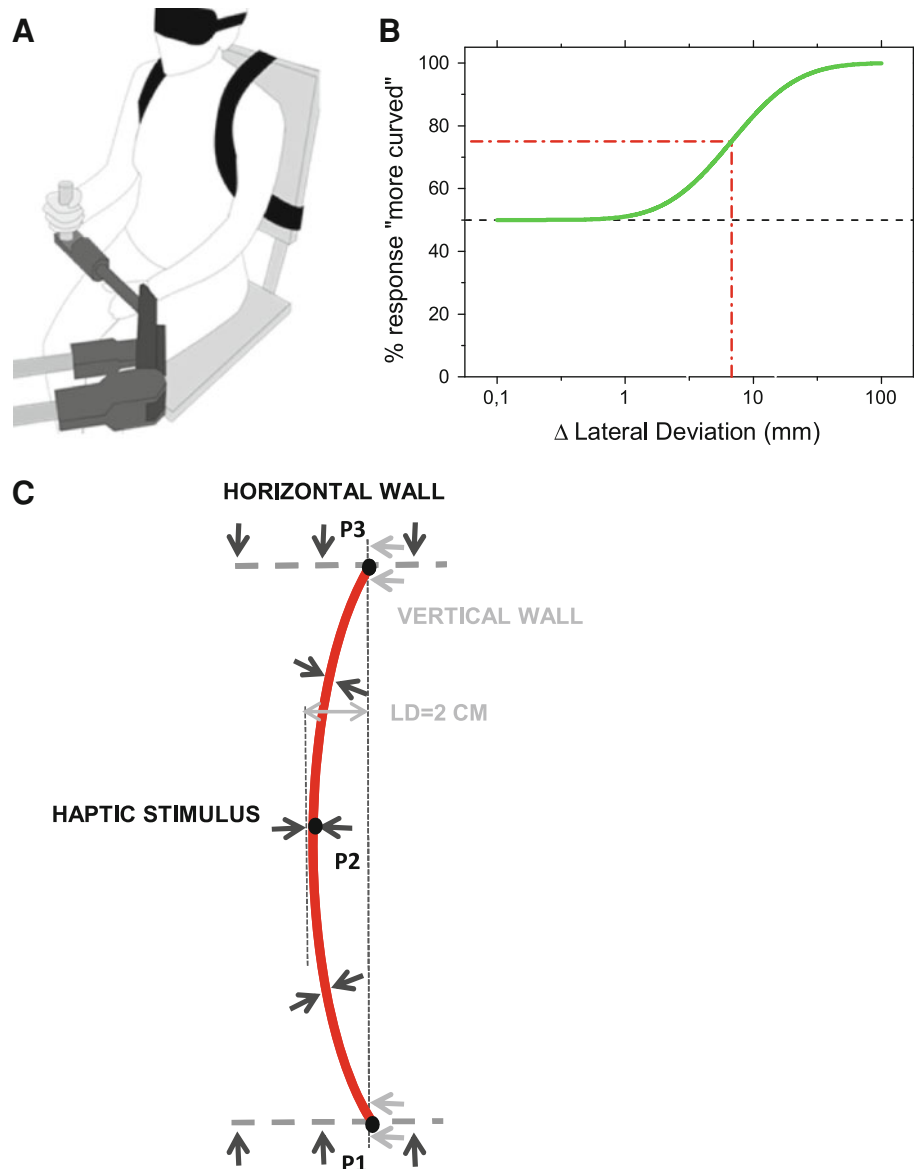 A
B
% response "more curved"
100
80
60
40
20
0
0,1 1 10 100
Δ Lateral Deviation (mm)
C
HORIZONTAL WALL
P3
VERTICAL WALL
LD=2 CM
HAPTIC STIMULUS
P2
P1